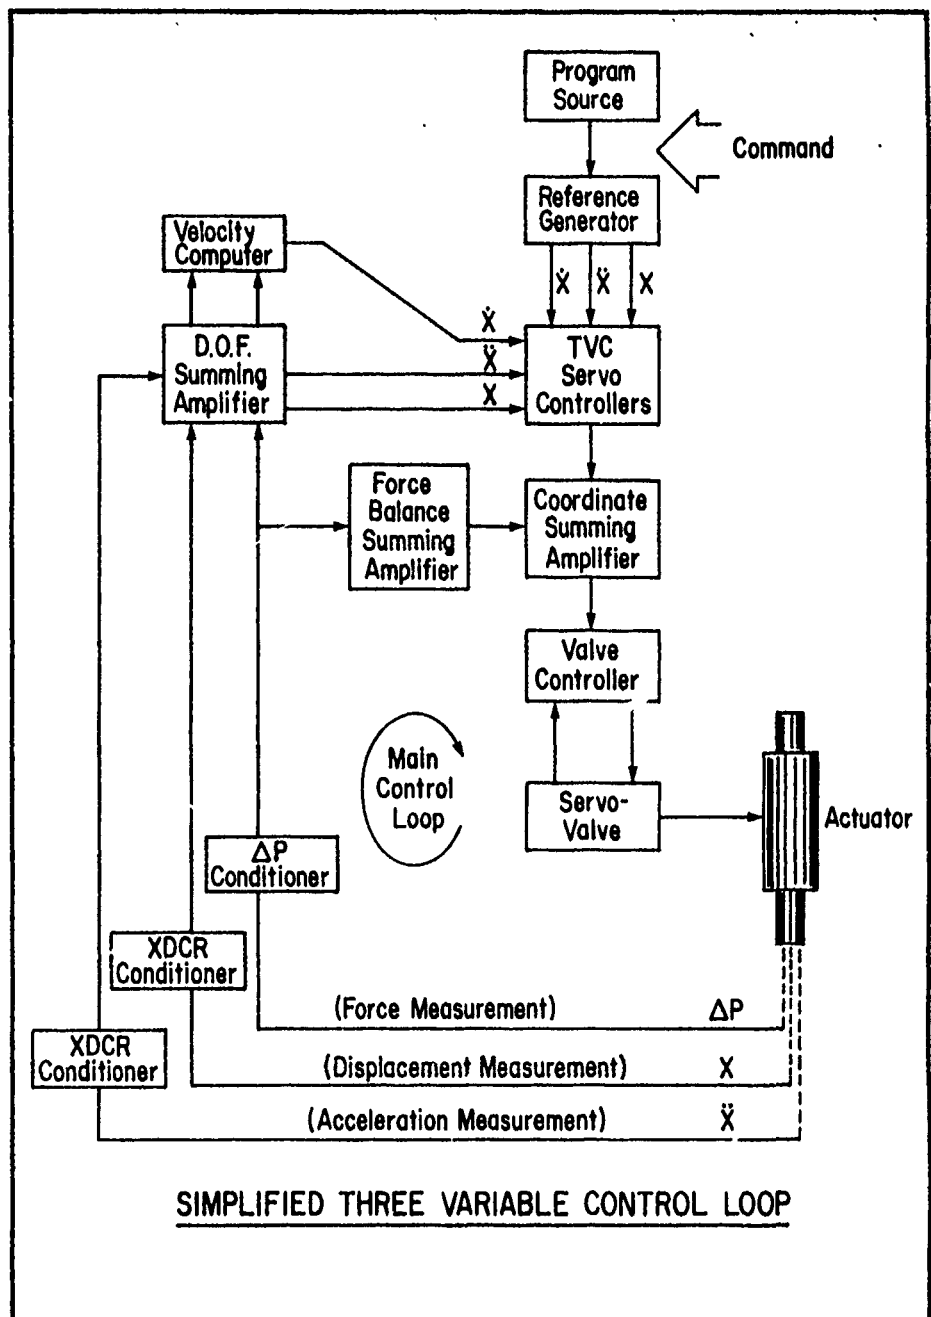 Program
Source
Command
Reference
Generator
Ẋ Ẍ X
Velocity
Computer
Ẋ
Ẍ
X
D.O.F.
Summing
Amplifier
TVC
Servo
Controllers
Force
Balance
Summing
Amplifier
Coordinate
Summing
Amplifier
Valve
Controller
Main
Control
Loop
Servo-
Valve
Actuator
ΔP
Conditioner
XDCR
Conditioner
XDCR
Conditioner
(Force Measurement) ΔP
(Displacement Measurement) X
(Acceleration Measurement) Ẍ
SIMPLIFIED THREE VARIABLE CONTROL LOOP